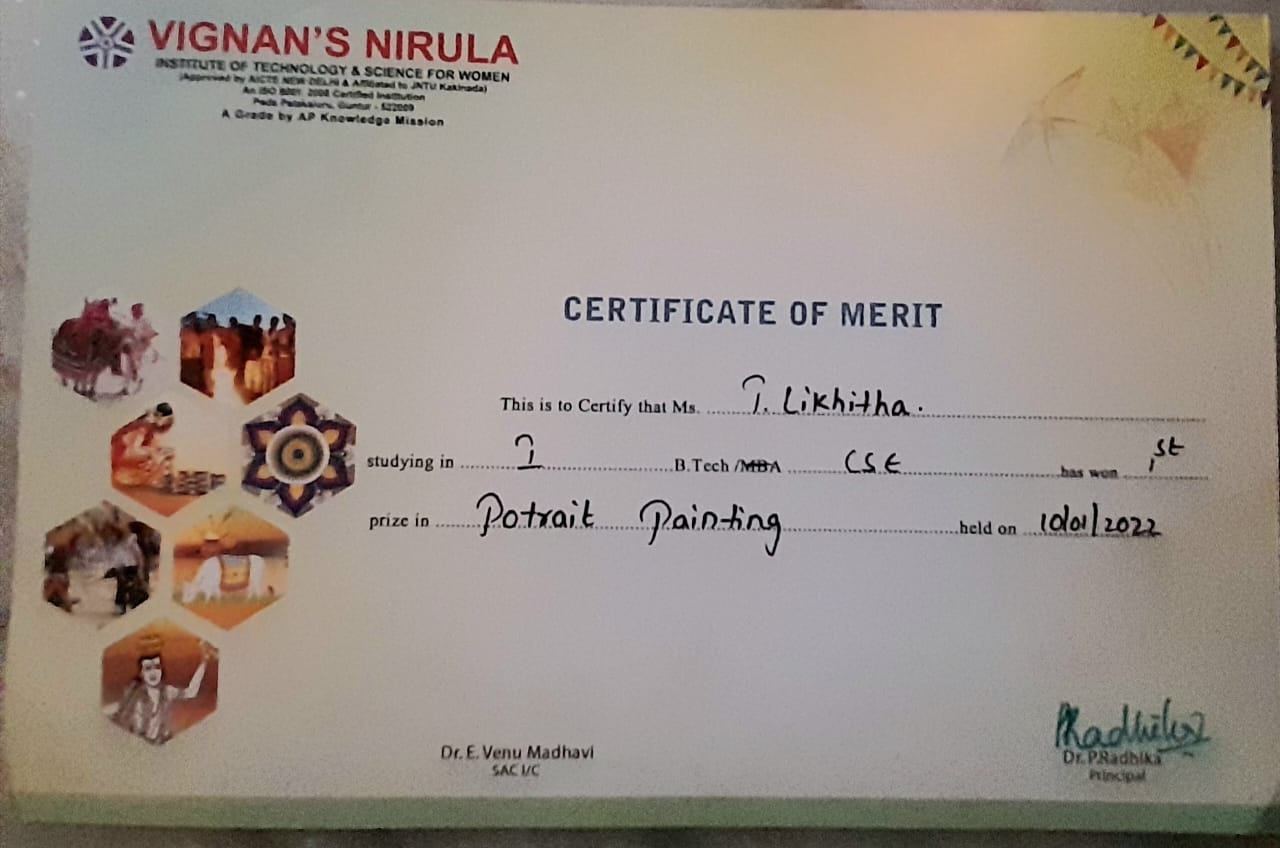 VIGNAN'S NIRULA
INSTITUTE OF TECHNOLOGY & SCIENCE FOR WOMEN
(Approved by AICTE NEW DELHI & Affiliated to JNTU Kakinada)
An ISO 9001: 2008 Certified Institution
Peda Palakaluru, Guntur - 522009
A Grade by AP Knowledge Mission
CERTIFICATE OF MERIT
This is to Certify that Ms. T. Likhitha.
studying in I B.Tech /MBA CSE has won 1st
prize in Potrait Painting held on 10/01/2022
PRadhika
Dr. E. Venu Madhavi
SAC I/C
Dr. P.Radhika
Principal